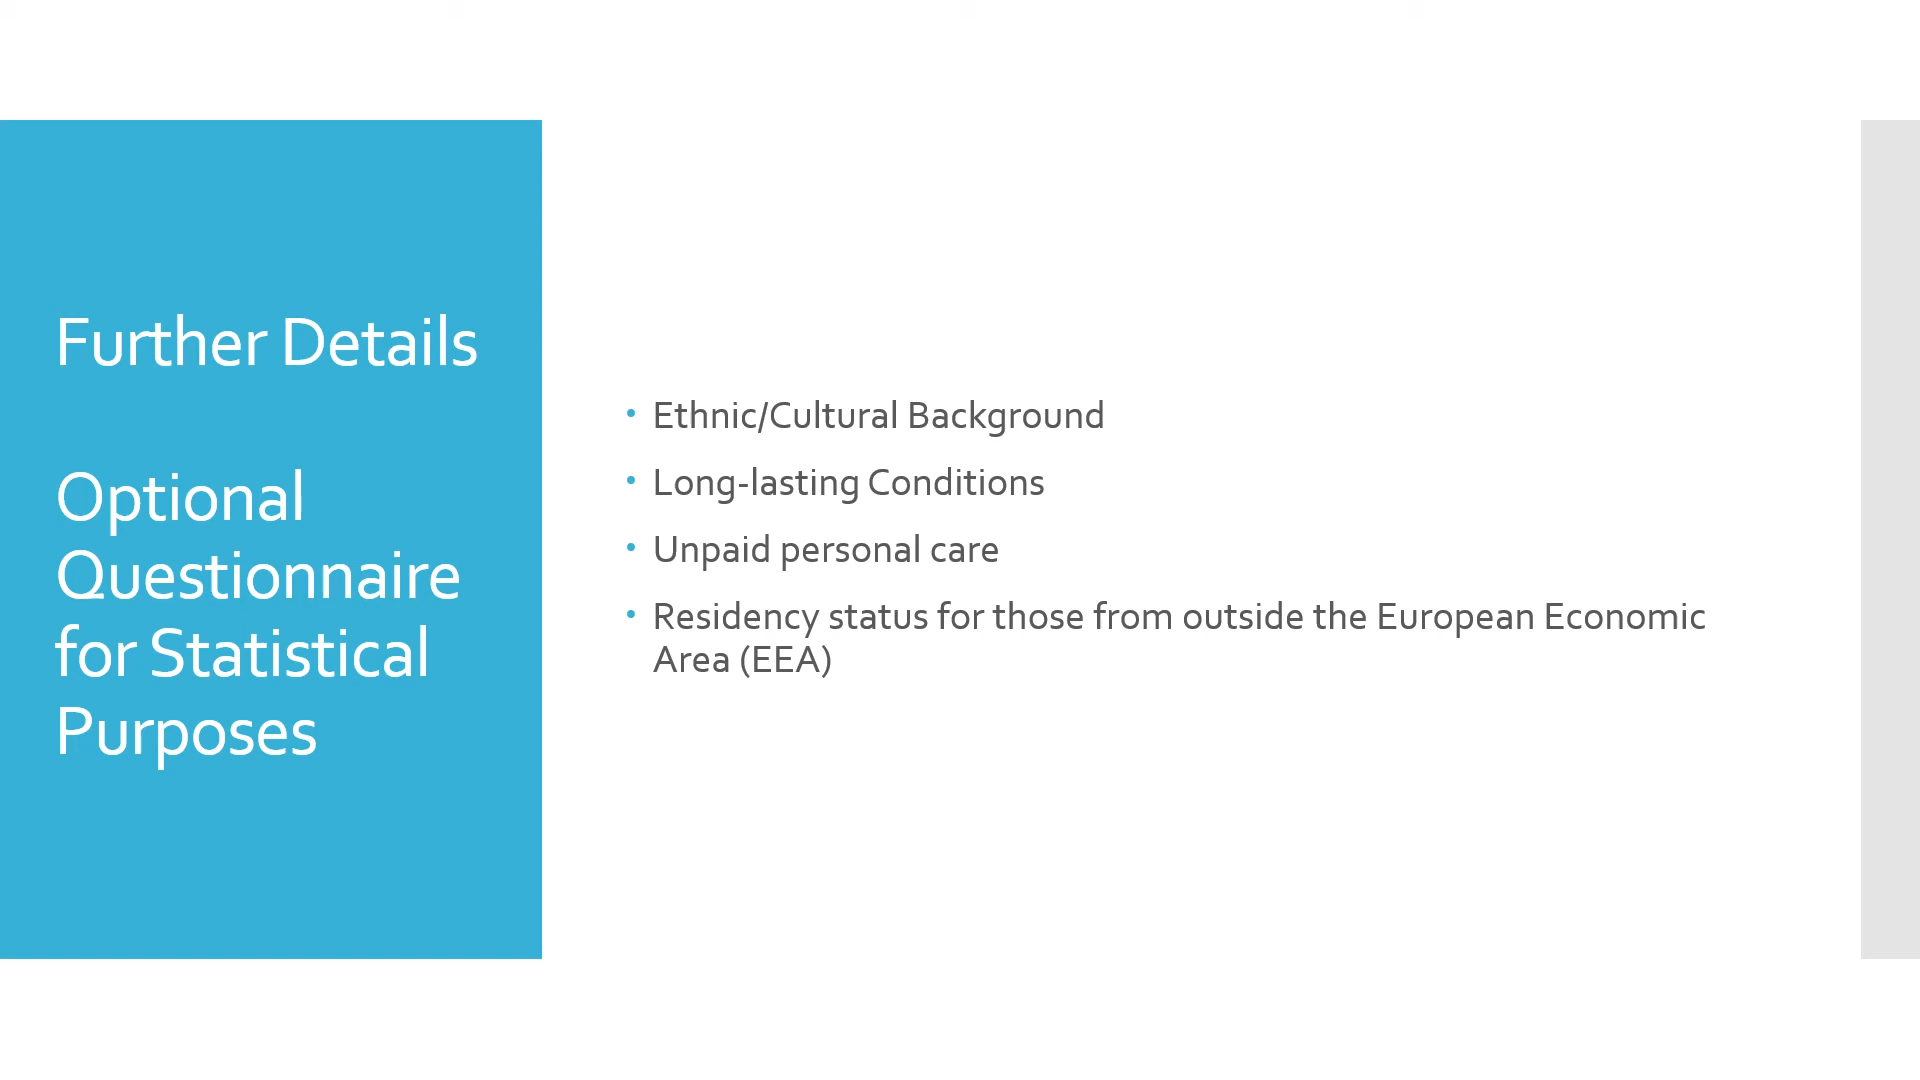 Further Details
Optional
Questionnaire
for Statistical
Purposes
• Ethnic/Cultural Background
• Long-lasting Conditions
• Unpaid personal care
• Residency status for those from outside the European Economic
Area (EEA)